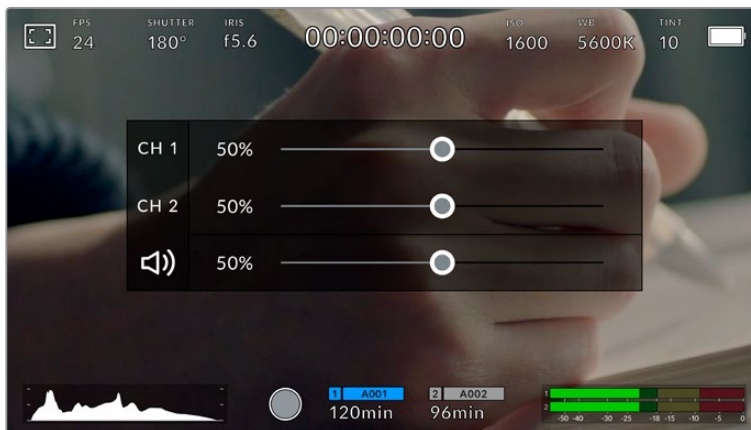 FPS SHUTTER IRIS 00:00:00:00 ISO WB TINT
24 180° f5.6 1600 5600K 10
CH 1 50%
CH 2 50%
50%
1 A001 2 A002
120min 96min
1
2
-50 -40 -30 -25 -18 -15 -10 -5 0